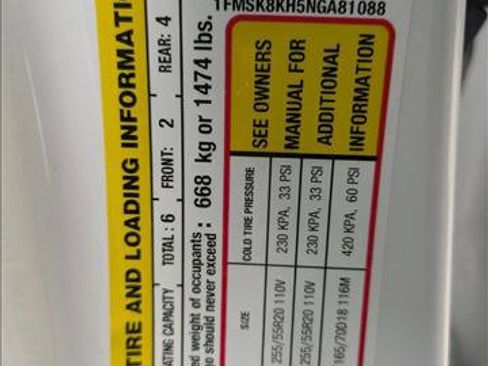 TIRE AND LOADING INFORMATI
ATING CAPACITY TOTAL : 6 FRONT: 2 REAR: 4
ed weight of occupants
o should never exceed : 668 kg or 1474 lbs.
1FMSK8KH5NGA81088
SIZE COLD TIRE PRESSURE
255/55R20 110V 230 KPA, 33 PSI
255/55R20 110V 230 KPA, 33 PSI
165/70D18 116M 420 KPA, 60 PSI
SEE OWNERS
MANUAL FOR
ADDITIONAL
INFORMATION